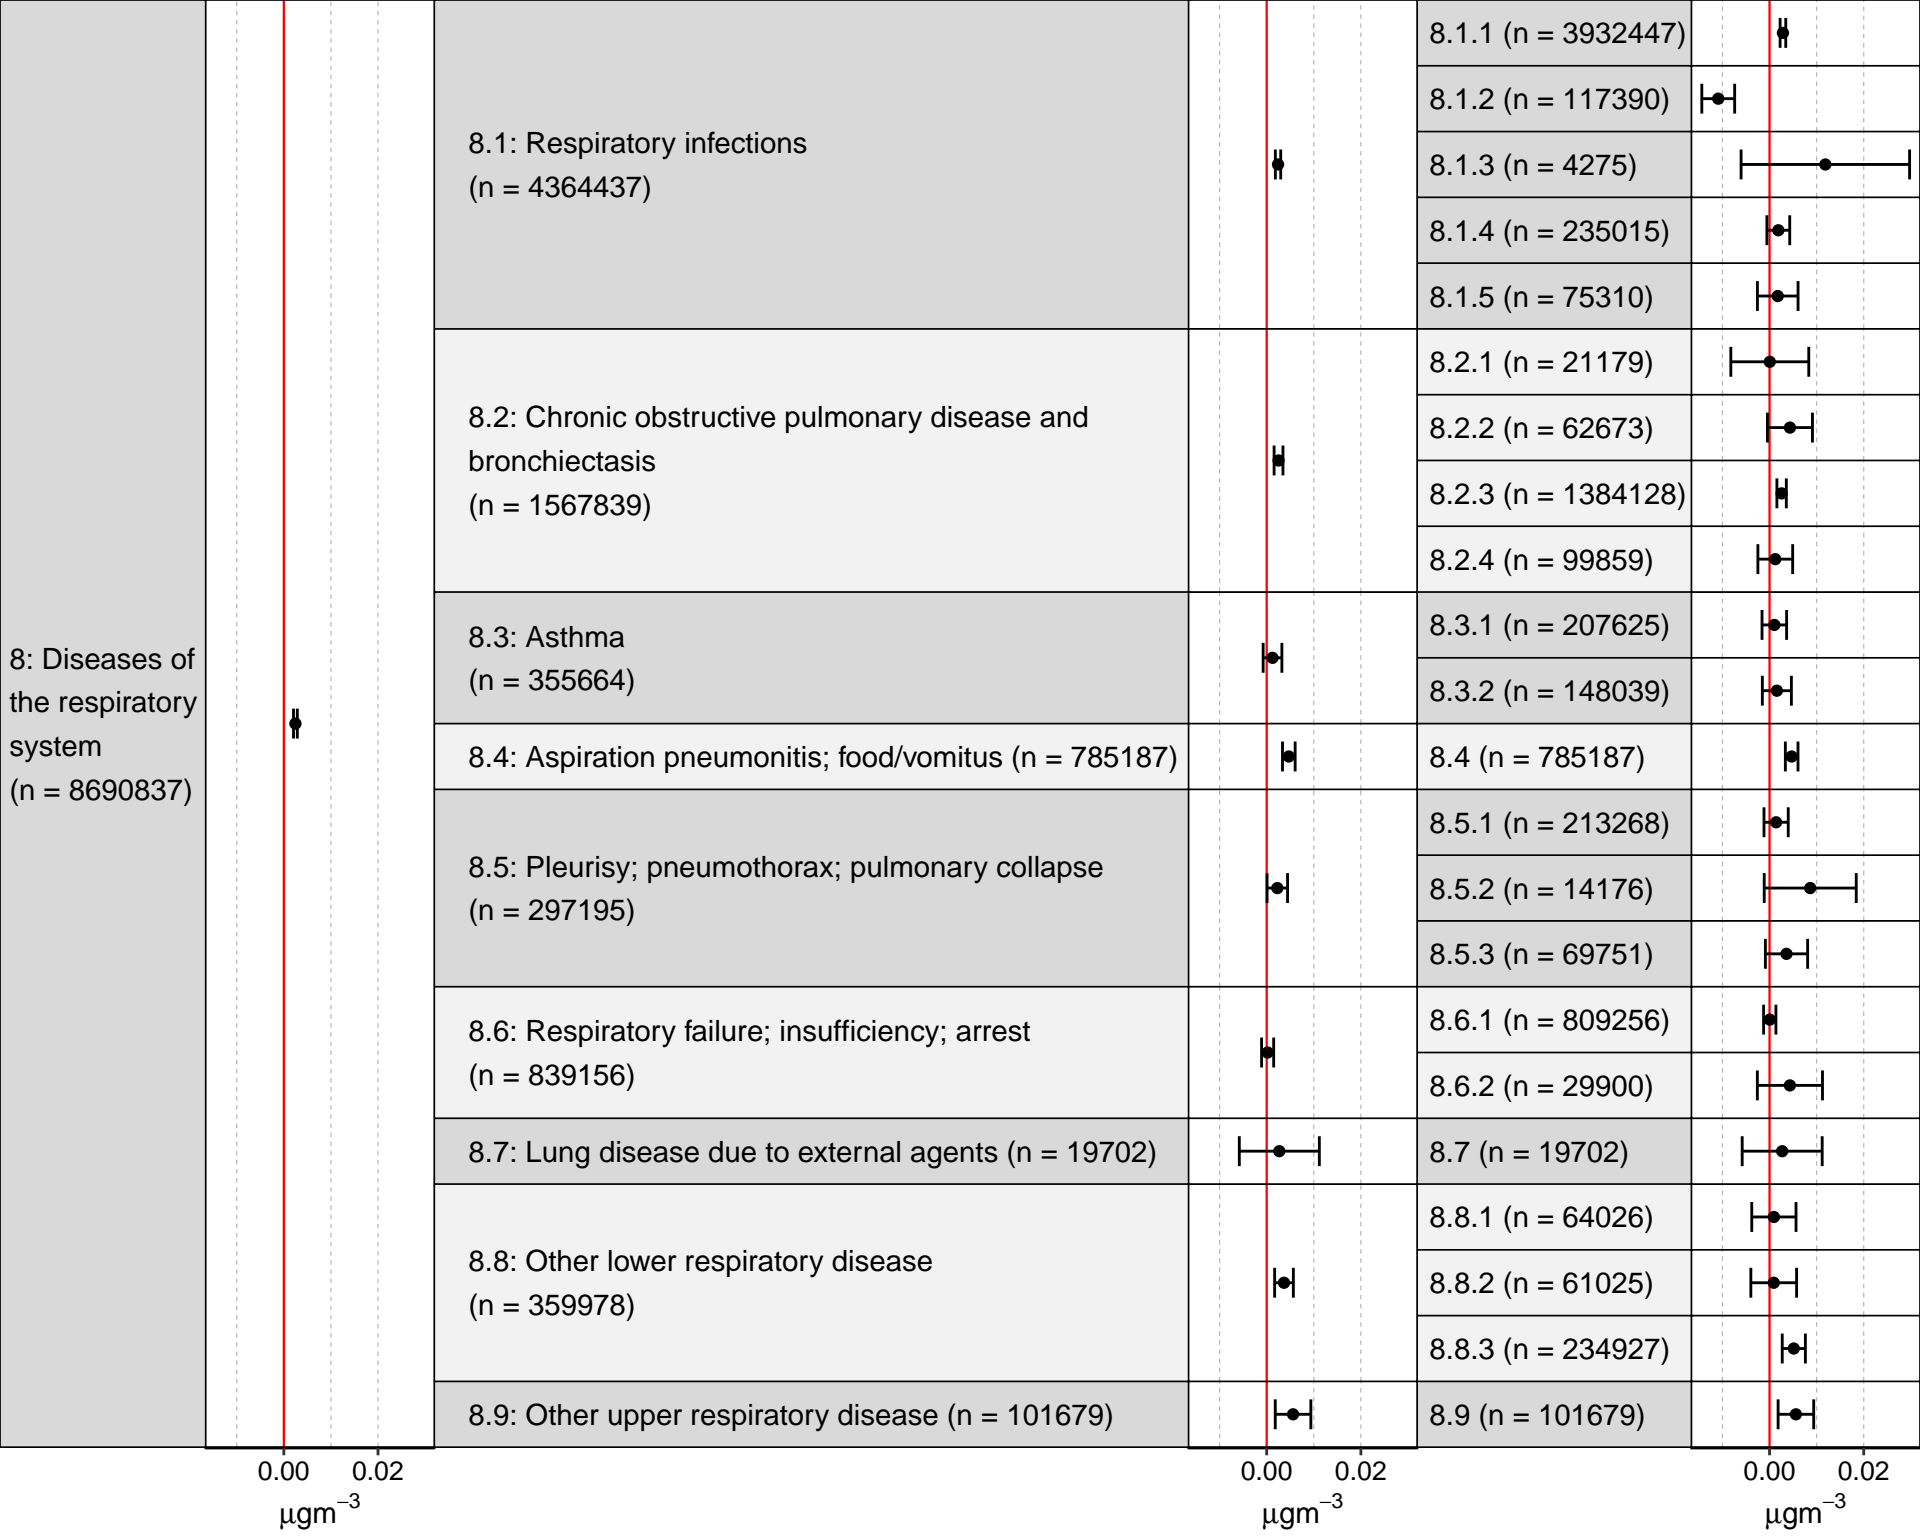 8: Diseases of
the respiratory
system
(n = 8690837)
8.1: Respiratory infections
(n = 4364437)
8.2: Chronic obstructive pulmonary disease and
bronchiectasis
(n = 1567839)
8.3: Asthma
(n = 355664)
8.4: Aspiration pneumonitis; food/vomitus (n = 785187)
8.5: Pleurisy; pneumothorax; pulmonary collapse
(n = 297195)
8.6: Respiratory failure; insufficiency; arrest
(n = 839156)
8.7: Lung disease due to external agents (n = 19702)
8.8: Other lower respiratory disease
(n = 359978)
8.9: Other upper respiratory disease (n = 101679)
8.1.1 (n = 3932447)
8.1.2 (n = 117390)
8.1.3 (n = 4275)
8.1.4 (n = 235015)
8.1.5 (n = 75310)
8.2.1 (n = 21179)
8.2.2 (n = 62673)
8.2.3 (n = 1384128)
8.2.4 (n = 99859)
8.3.1 (n = 207625)
8.3.2 (n = 148039)
8.4 (n = 785187)
8.5.1 (n = 213268)
8.5.2 (n = 14176)
8.5.3 (n = 69751)
8.6.1 (n = 809256)
8.6.2 (n = 29900)
8.7 (n = 19702)
8.8.1 (n = 64026)
8.8.2 (n = 61025)
8.8.3 (n = 234927)
8.9 (n = 101679)
0.00 0.02
μgm⁻³
0.00 0.02
μgm⁻³
0.00 0.02
μgm⁻³